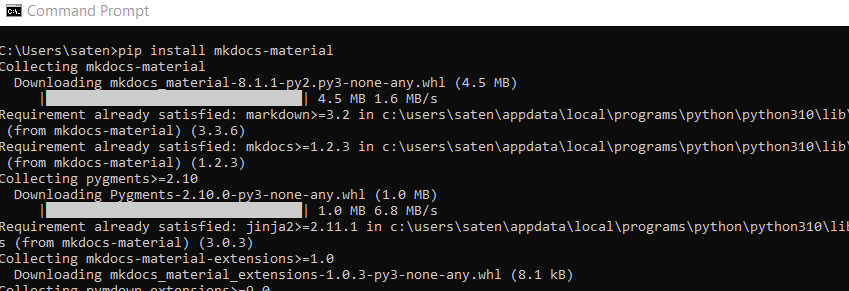 Command Prompt
C:\Users\saten>pip install mkdocs-material
Collecting mkdocs-material
Downloading mkdocs_material-8.1.1-py2.py3-none-any.whl (4.5 MB)
| | 4.5 MB 1.6 MB/s
Requirement already satisfied: markdown>=3.2 in c:\users\saten\appdata\local\programs\python\python310\lib\
(from mkdocs-material) (3.3.6)
Requirement already satisfied: mkdocs>=1.2.3 in c:\users\saten\appdata\local\programs\python\python310\lib\
(from mkdocs-material) (1.2.3)
Collecting pygments>=2.10
Downloading Pygments-2.10.0-py3-none-any.whl (1.0 MB)
| | 1.0 MB 6.8 MB/s
Requirement already satisfied: jinja2>=2.11.1 in c:\users\saten\appdata\local\programs\python\python310\lib
s (from mkdocs-material) (3.0.3)
Collecting mkdocs-material-extensions>=1.0
Downloading mkdocs_material_extensions-1.0.3-py3-none-any.whl (8.1 kB)
Collecting pymdown-extensions>=9.0